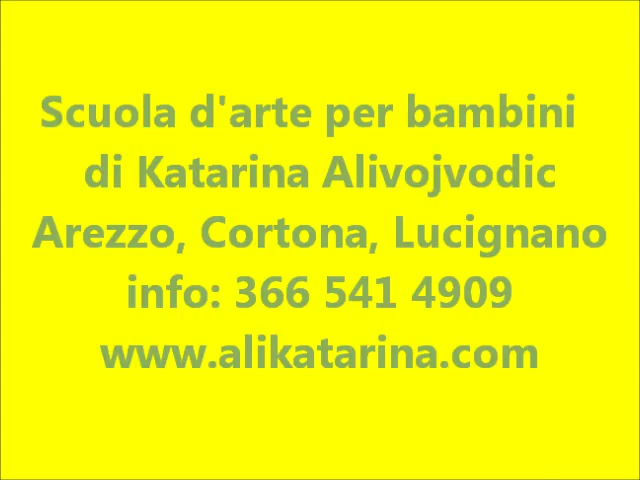 Scuola d'arte per bambini
di Katarina Alivojvodic
Arezzo, Cortona, Lucignano
info: 366 541 4909
www.alikatarina.com